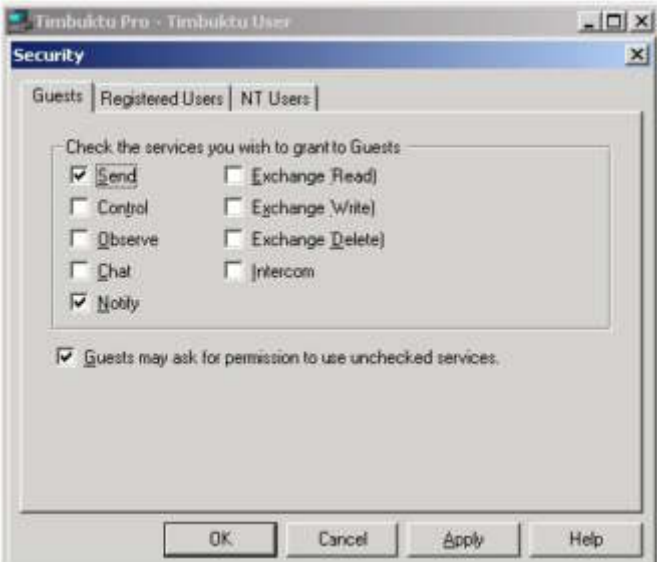 Timbuktu Pro - Timbuktu User
Security
Guests Registered Users NT Users
Check the services you wish to grant to Guests
Send Exchange Read)
Control Exchange Write)
Observe Exchange Delete)
Chat Intercom
Notify
Guests may ask for permission to use unchecked services.
OK Cancel Apply Help